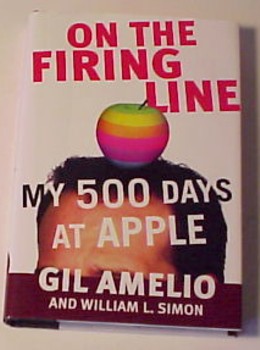 ON THE
FIRING
LINE
MY 500 DAYS
AT APPLE
GIL AMELIO
AND WILLIAM L. SIMON